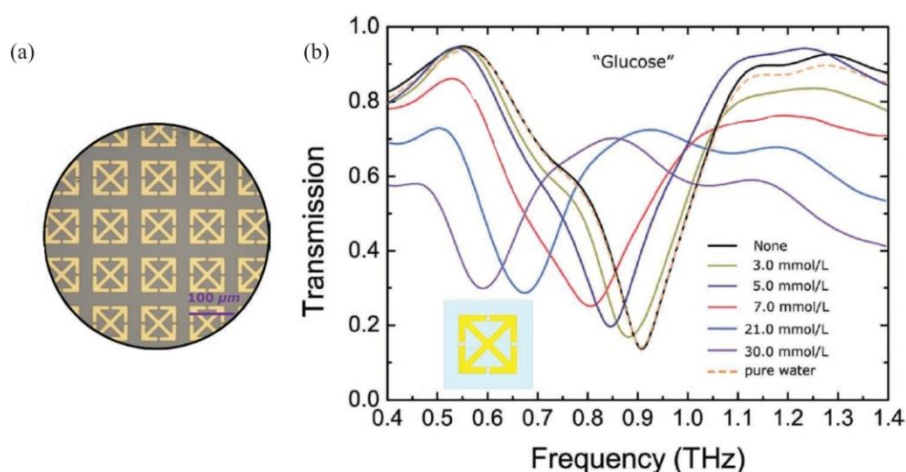 (a)
100 μm
(b)
"Glucose"
Transmission
1.0
0.8
0.6
0.4
0.2
0.0
None
3.0 mmol/L
5.0 mmol/L
7.0 mmol/L
21.0 mmol/L
30.0 mmol/L
pure water
0.4 0.5 0.6 0.7 0.8 0.9 1.0 1.1 1.2 1.3 1.4
Frequency (THz)